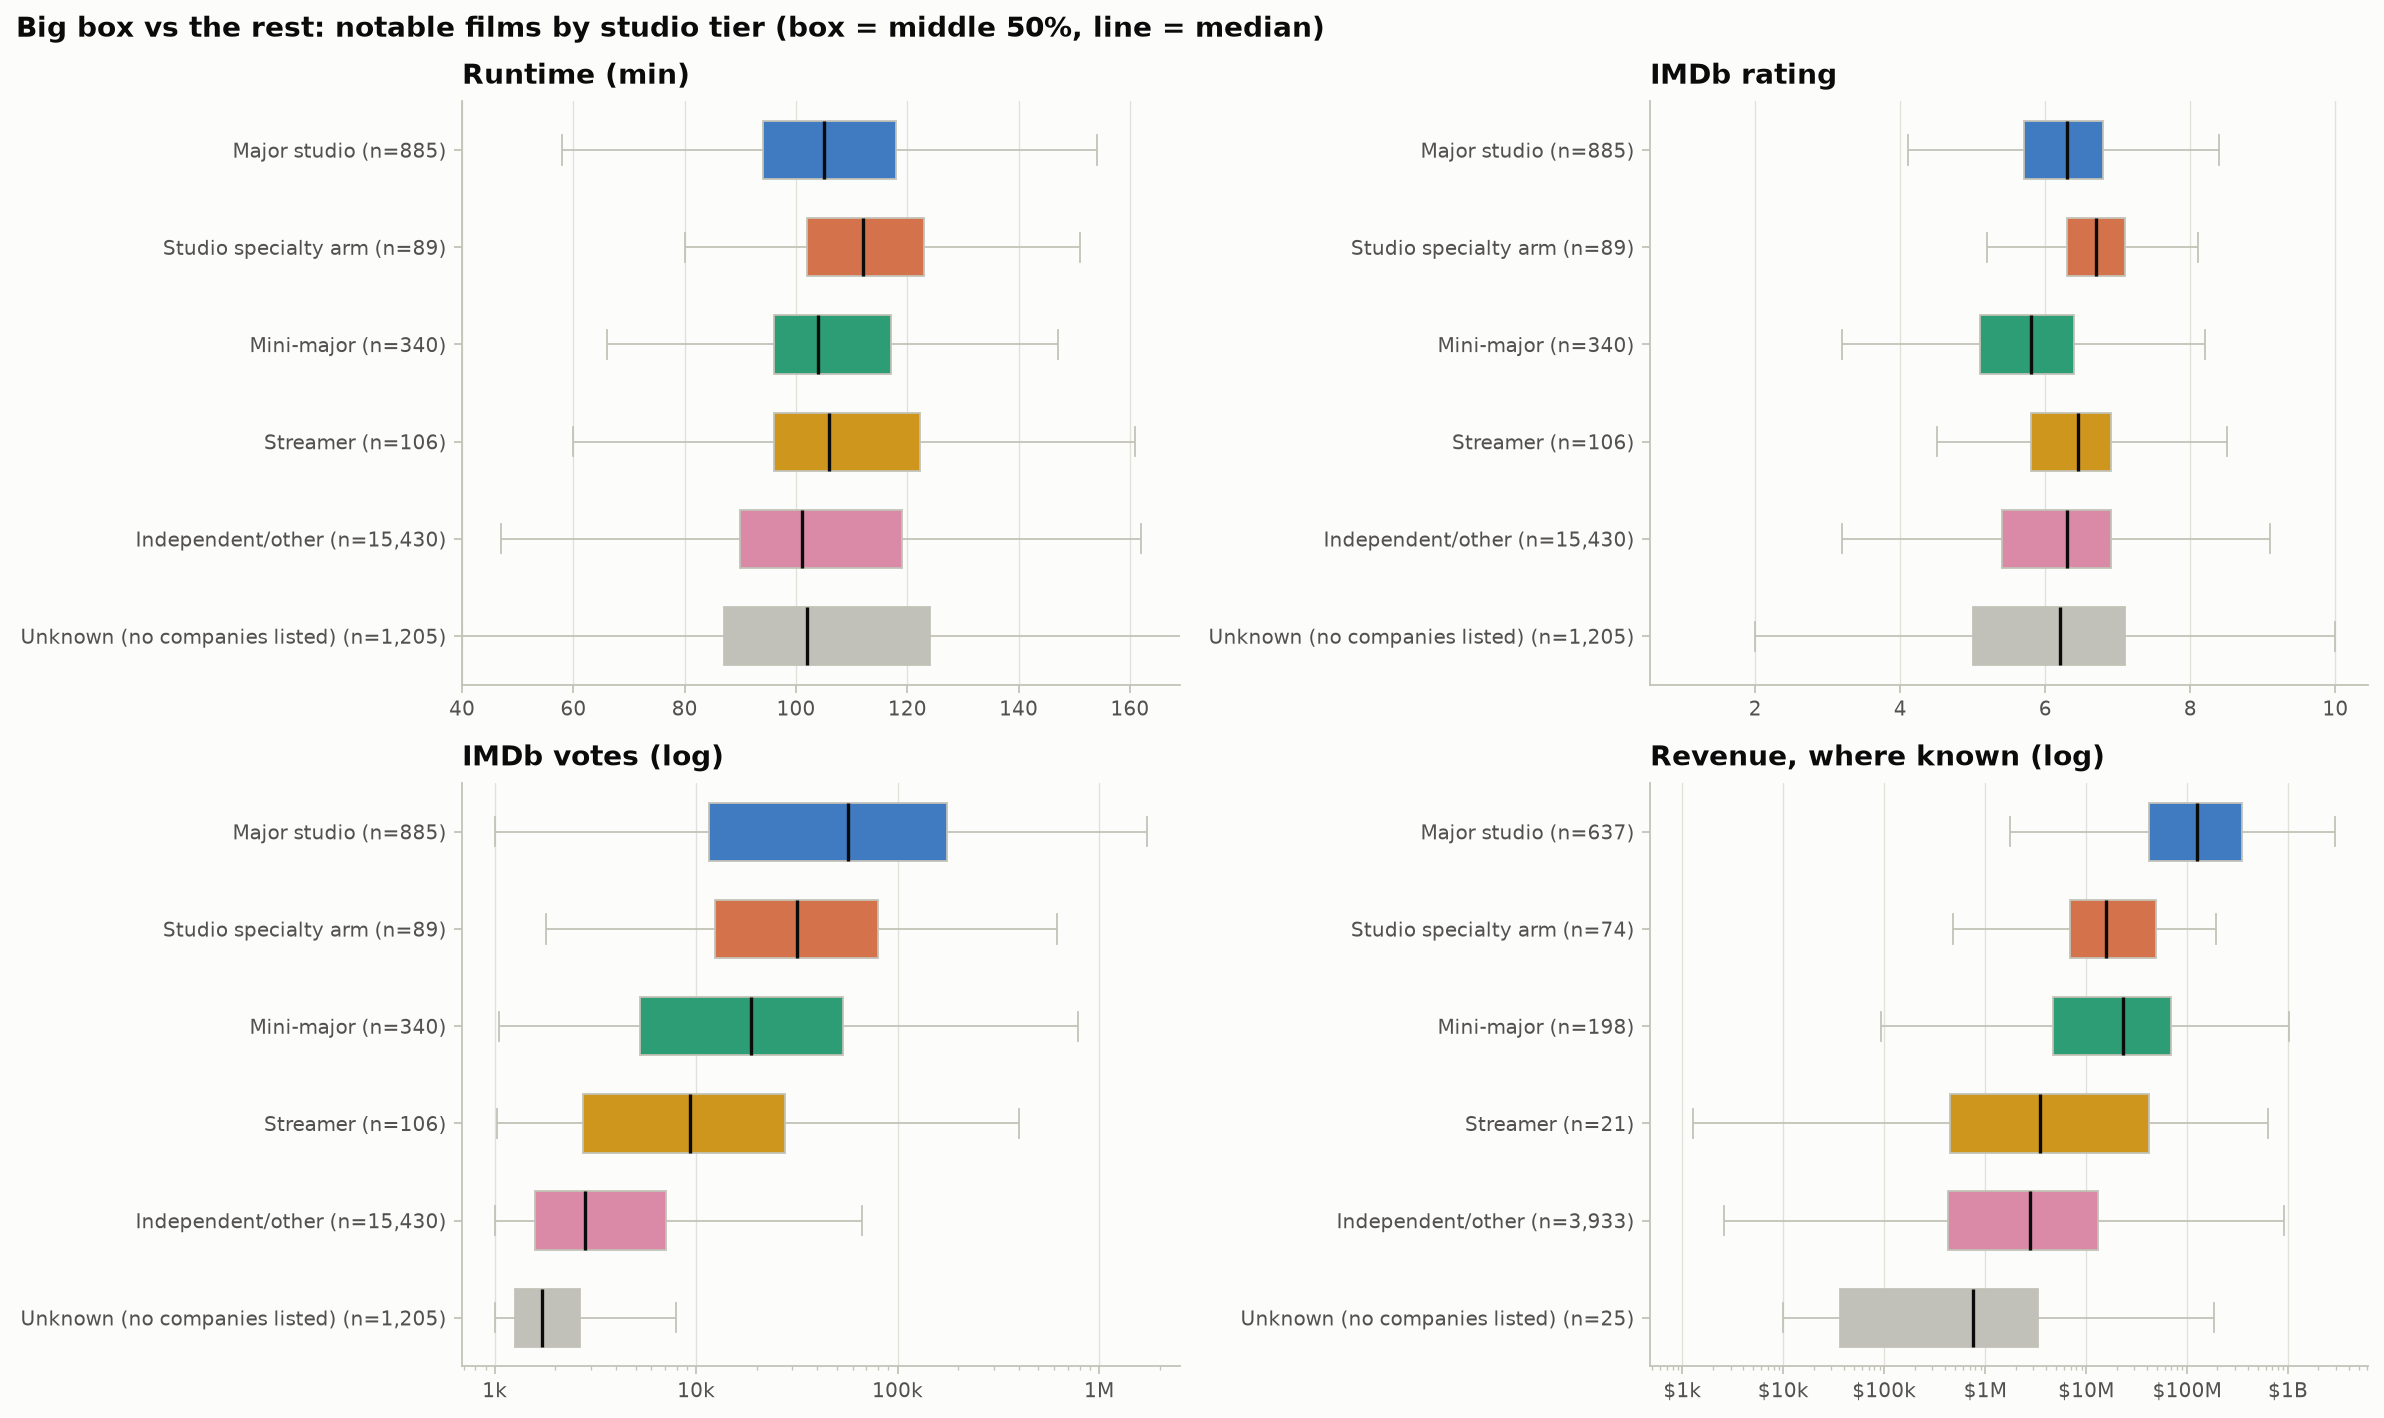 Big box vs the rest: notable films by studio tier (box = middle 50%, line = median)
Runtime (min)
Major studio (n=885)
Studio specialty arm (n=89)
Mini-major (n=340)
Streamer (n=106)
Independent/other (n=15,430)
Unknown (no companies listed) (n=1,205)
40 60 80 100 120 140 160
IMDb rating
Major studio (n=885)
Studio specialty arm (n=89)
Mini-major (n=340)
Streamer (n=106)
Independent/other (n=15,430)
Unknown (no companies listed) (n=1,205)
2 4 6 8 10
IMDb votes (log)
Major studio (n=885)
Studio specialty arm (n=89)
Mini-major (n=340)
Streamer (n=106)
Independent/other (n=15,430)
Unknown (no companies listed) (n=1,205)
1k 10k 100k 1M
Revenue, where known (log)
Major studio (n=637)
Studio specialty arm (n=74)
Mini-major (n=198)
Streamer (n=21)
Independent/other (n=3,933)
Unknown (no companies listed) (n=25)
$1k $10k $100k $1M $10M $100M $1B